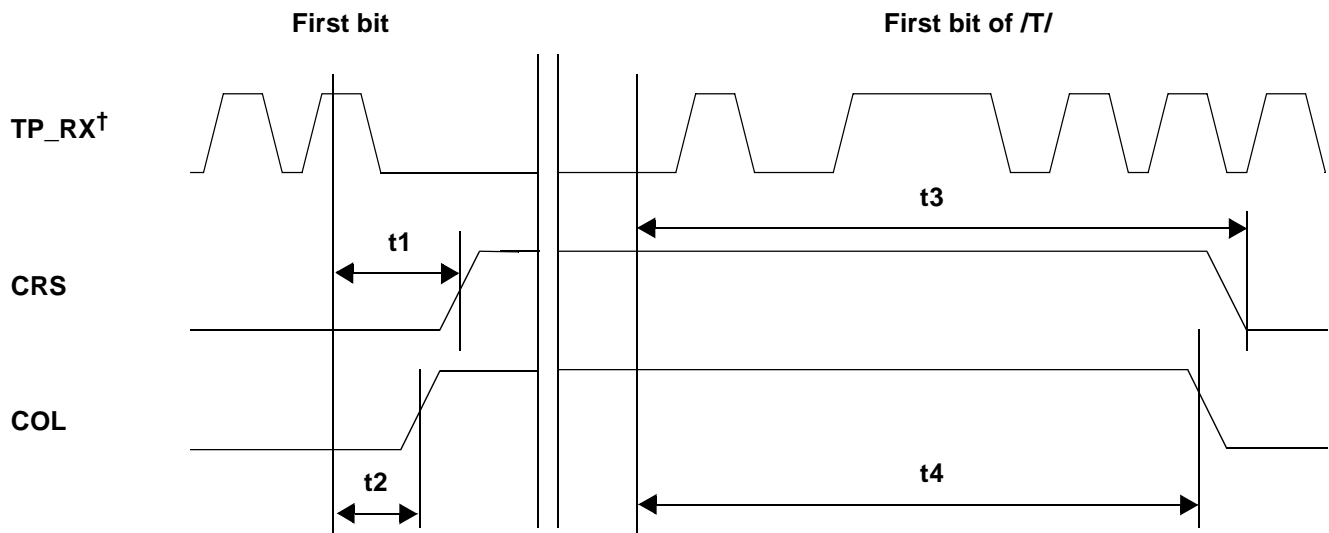 First bit
First bit of /T/
TP_RX†
t3
t1
CRS
COL
t2
t4